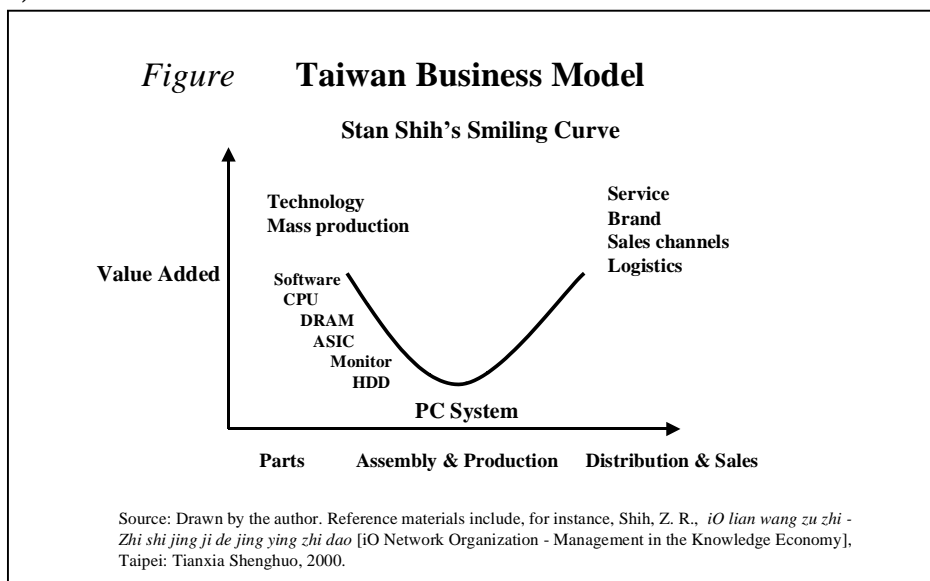 Figure Taiwan Business Model
Stan Shih's Smiling Curve
Technology
Mass production
Service
Brand
Sales channels
Logistics
Value Added
Software
CPU
DRAM
ASIC
Monitor
HDD
PC System
Parts Assembly & Production Distribution & Sales
Source: Drawn by the author. Reference materials include, for instance, Shih, Z. R., iO lian wang zu zhi -
Zhi shi jing ji de jing ying zhi dao [iO Network Organization - Management in the Knowledge Economy],
Taipei: Tianxia Shenghuo, 2000.